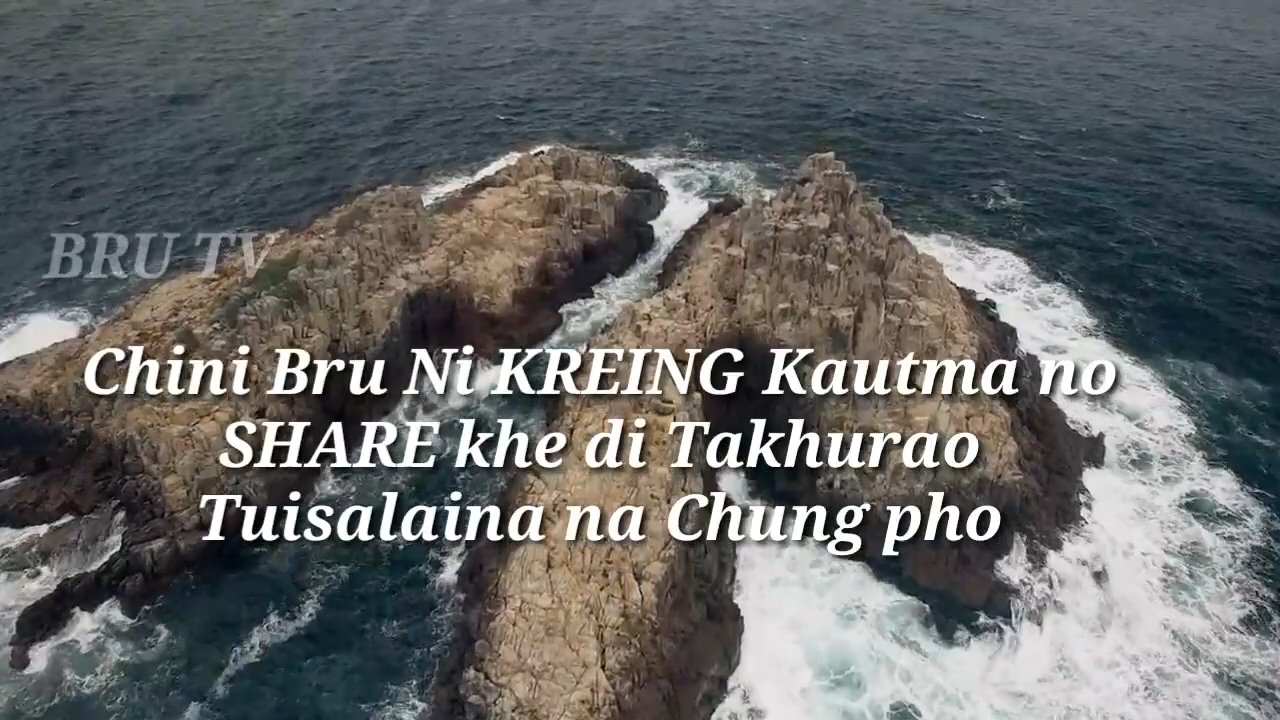 BRU TV
Chini Bru Ni KREING Kautma no
SHARE khe di Takhurao
Tuisalaina na Chung pho